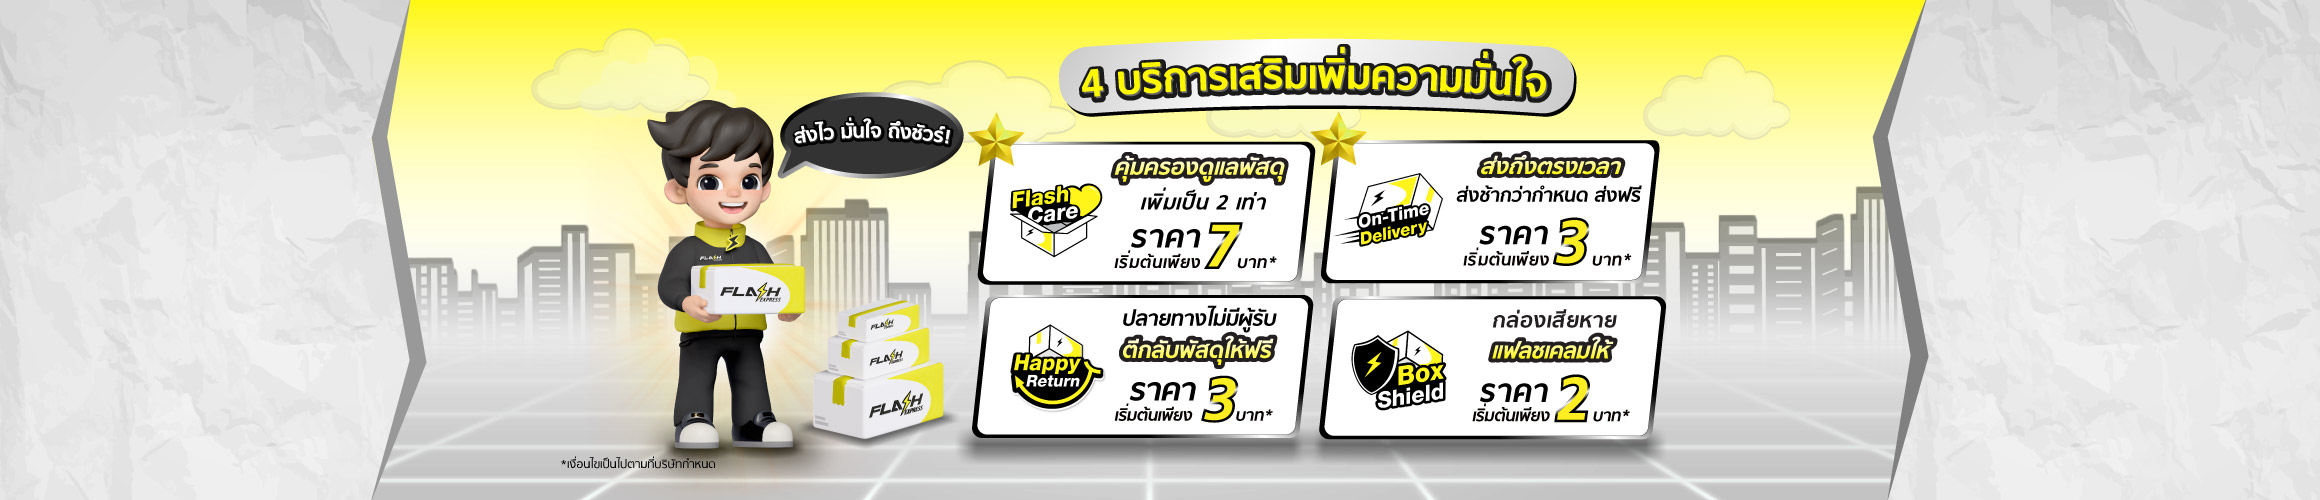 4 บริการเสริมเพิ่มความมั่นใจ
ส่งไว มั่นใจ ถึงชัวร์!
FLASH
FLASH
EXPRESS
FLASH
EXPRESS
FLASH
EXPRESS
FLASH
EXPRESS
Flash
Care
คุ้มครองดูแลพัสดุ
เพิ่มเป็น 2 เท่า
ราคา
เริ่มต้นเพียง 7 บาท*
On-Time
Delivery
ส่งถึงตรงเวลา
ส่งช้ากว่ากำหนด ส่งฟรี
ราคา
เริ่มต้นเพียง 3 บาท*
Happy
Return
ปลายทางไม่มีผู้รับ
ตีกลับพัสดุให้ฟรี
ราคา
เริ่มต้นเพียง 3 บาท*
Box
Shield
กล่องเสียหาย
แฟลชเคลมให้
ราคา
เริ่มต้นเพียง 2 บาท*
*เงื่อนไขเป็นไปตามที่บริษัทกำหนด